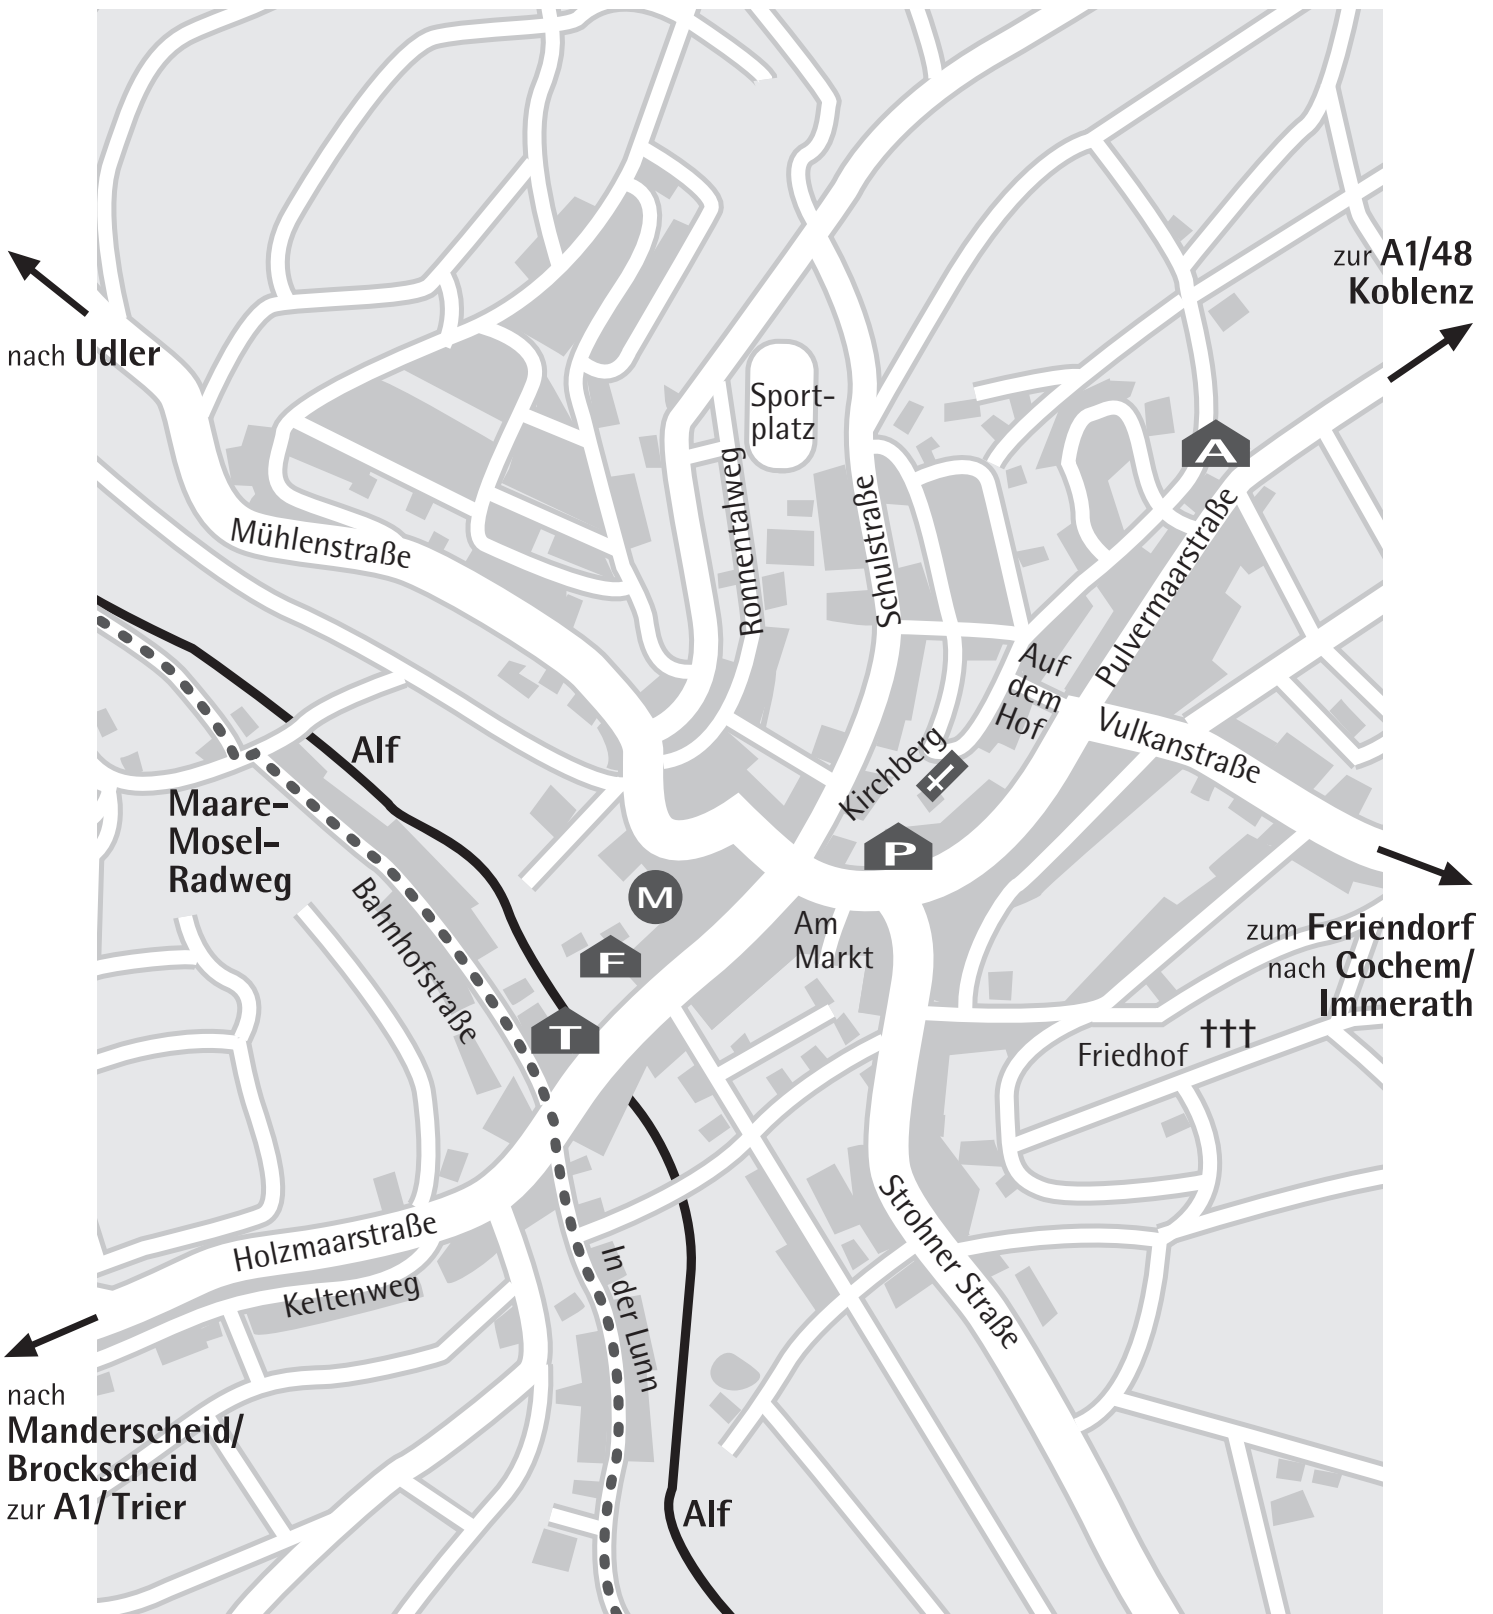 zur A1/48
Koblenz
nach Udler
Sport-
platz
A
Mühlenstraße
Ronnentalweg
Schulstraße
Pulvermaarstraße
Auf
dem
Hof
Vulkanstraße
Alf
Kirchberg
Maare-
Mosel-
Radweg
P
Bahnhofstraße
M
Am
Markt
F
zum Feriendorf
nach Cochem/
Immerath
T
Friedhof †††
Strohner Straße
Holzmaarstraße
Keltenweg
In der Lunn
nach
Manderscheid/
Brockscheid
zur A1/Trier
Alf